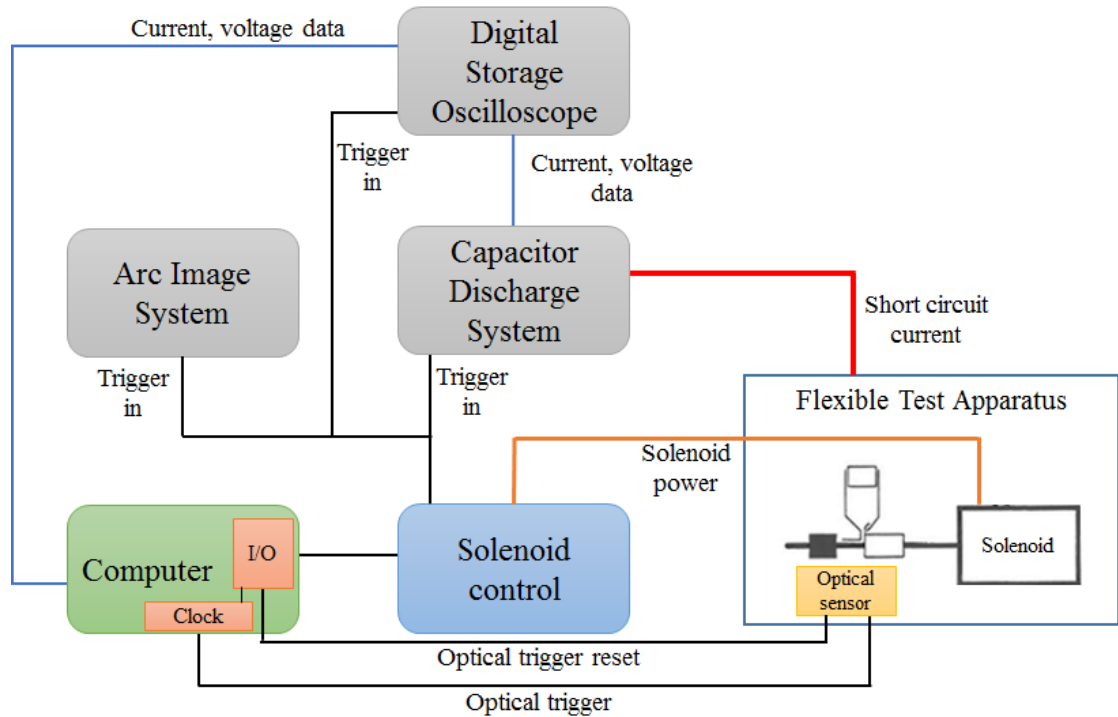 Current, voltage data
Digital
Storage
Oscilloscope
Trigger
in
Current, voltage
data
Arc Image
System
Capacitor
Discharge
System
Short circuit
current
Trigger
in
Trigger
in
Flexible Test Apparatus
Solenoid
power
Computer
I/O
Clock
Solenoid
control
Solenoid
Optical
sensor
Optical trigger reset
Optical trigger